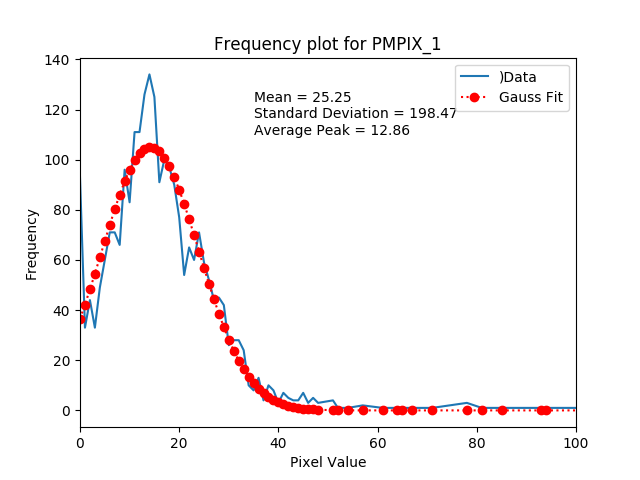 Frequency plot for PMPIX_1
)Data
Gauss Fit
Mean = 25.25
Standard Deviation = 198.47
Average Peak = 12.86
Frequency
140
120
100
80
60
40
20
0
0 20 40 60 80 100
Pixel Value